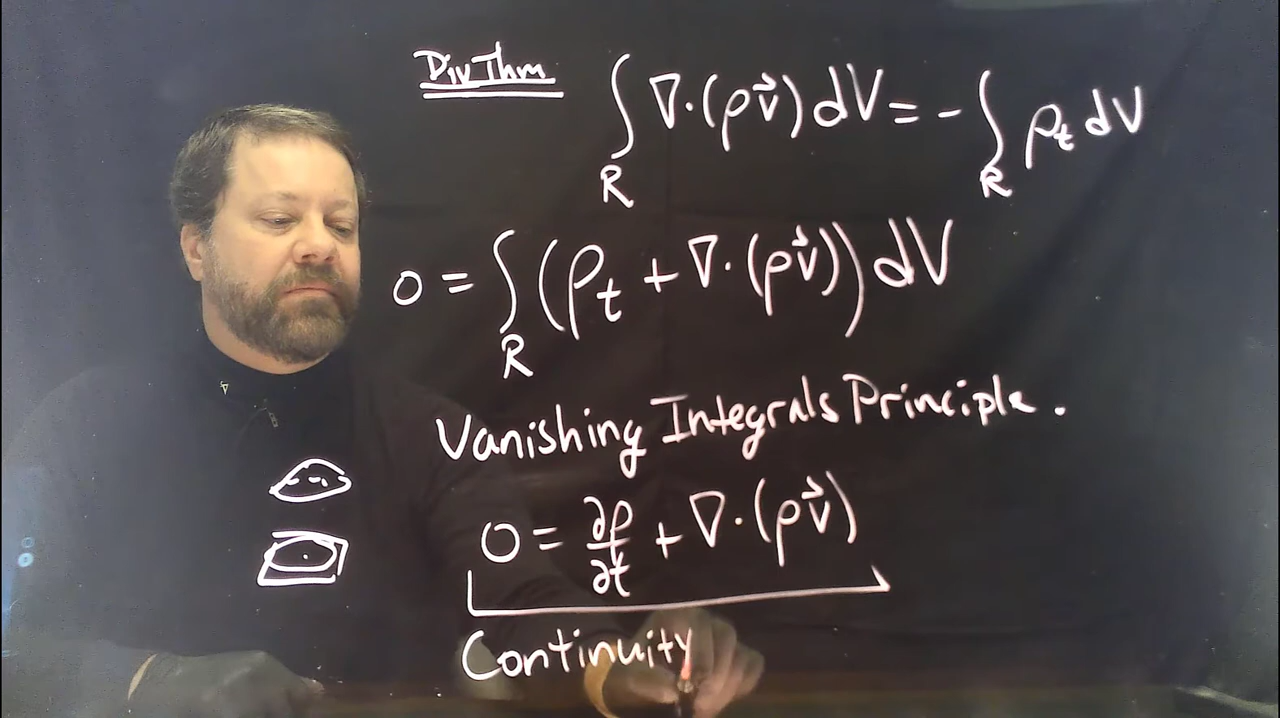 Div Thm ∫_R ∇·(ρv⃗) dV = - ∫_R ρ_t dV
0 = ∫_R (ρ_t + ∇·(ρv⃗)) dV
Vanishing Integrals Principle.
0 = ∂ρ/∂t + ∇·(ρv⃗)
Continuity